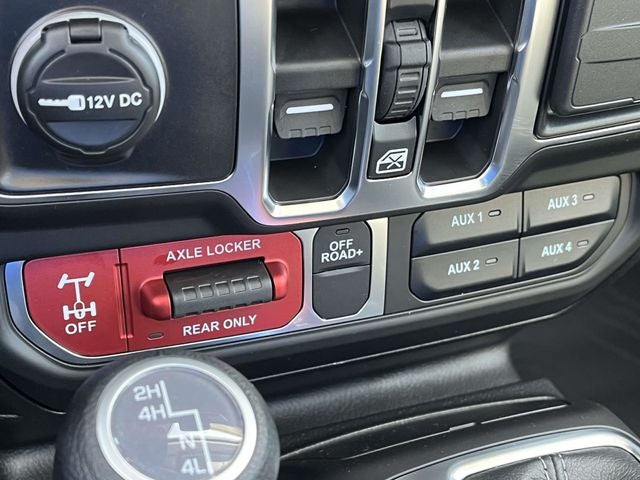 12V DC
AXLE LOCKER
OFF
REAR ONLY
OFF
ROAD+
AUX 1
AUX 3
AUX 2
AUX 4
2H
4H
N
4L